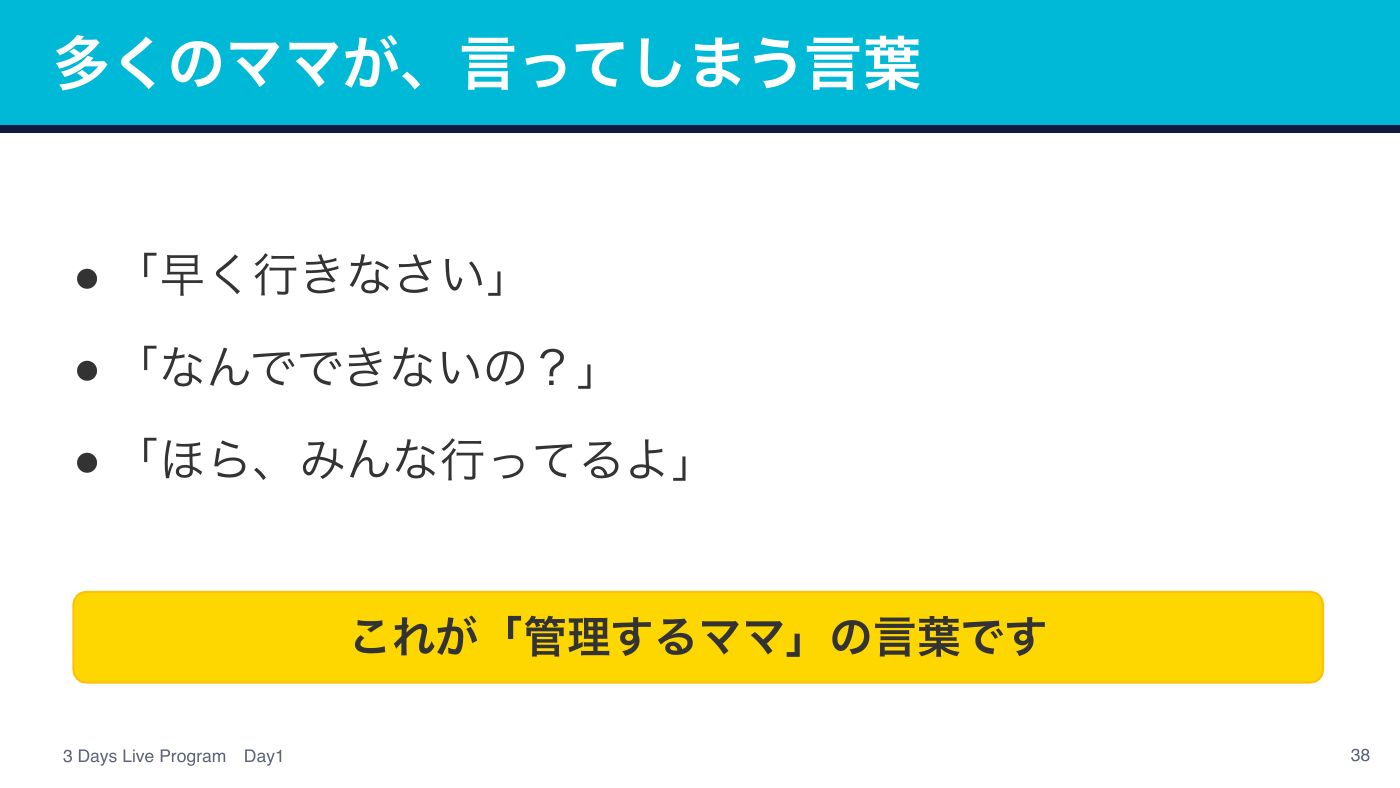 多くのママが、言ってしまう言葉
● 「早く行きなさい」
● 「なんでできないの？」
● 「ほら、みんな行ってるよ」
これが「管理するママ」の言葉です
3 Days Live Program　Day1
38